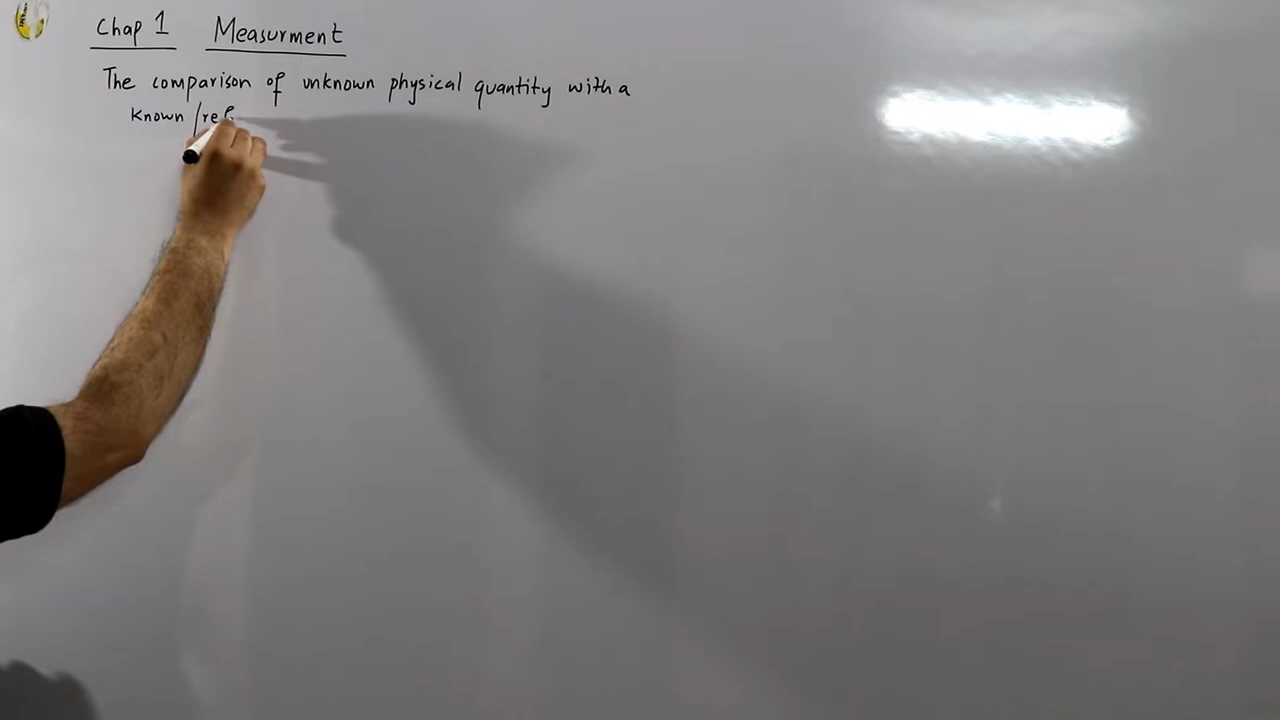 Chap 1 Measurment
The comparison of unknown physical quantity with a
known /ref